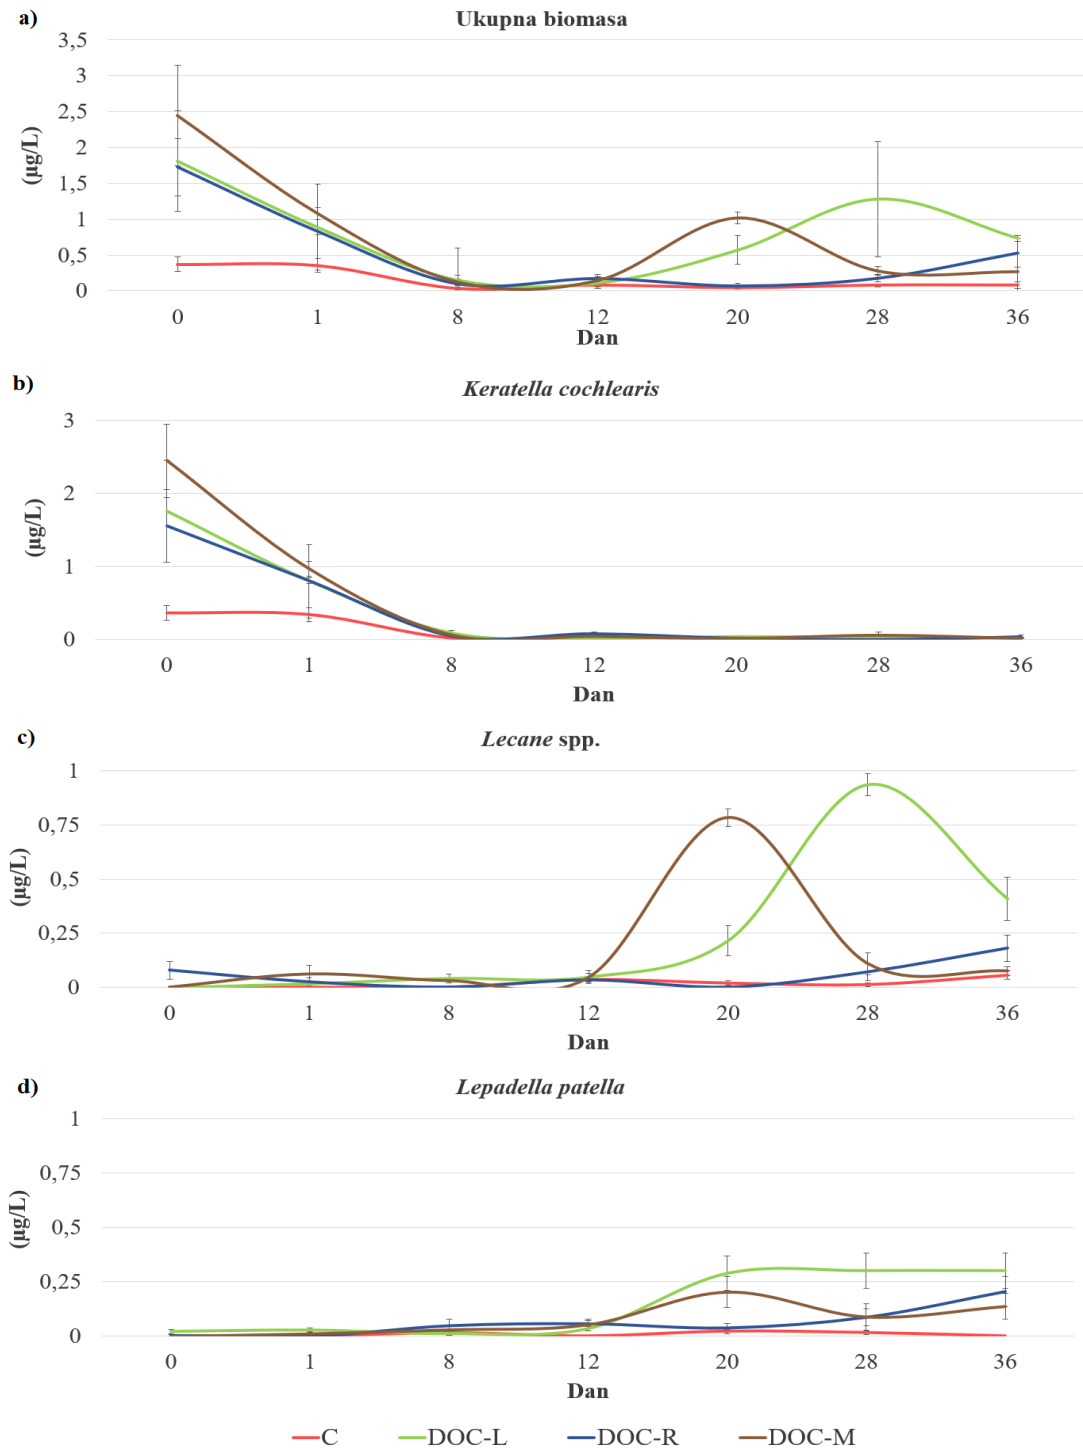 a)
Ukupna biomasa
3,5
3
2,5
2
1,5
1
0,5
0
(µg/L)
0 1 8 12 20 28 36
Dan
b)
Keratella cochlearis
3
2
1
0
(µg/L)
0 1 8 12 20 28 36
Dan
c)
Lecane spp.
1
0,75
0,5
0,25
0
(µg/L)
0 1 8 12 20 28 36
Dan
d)
Lepadella patella
1
0,75
0,5
0,25
0
(µg/L)
0 1 8 12 20 28 36
Dan
C DOC-L DOC-R DOC-M